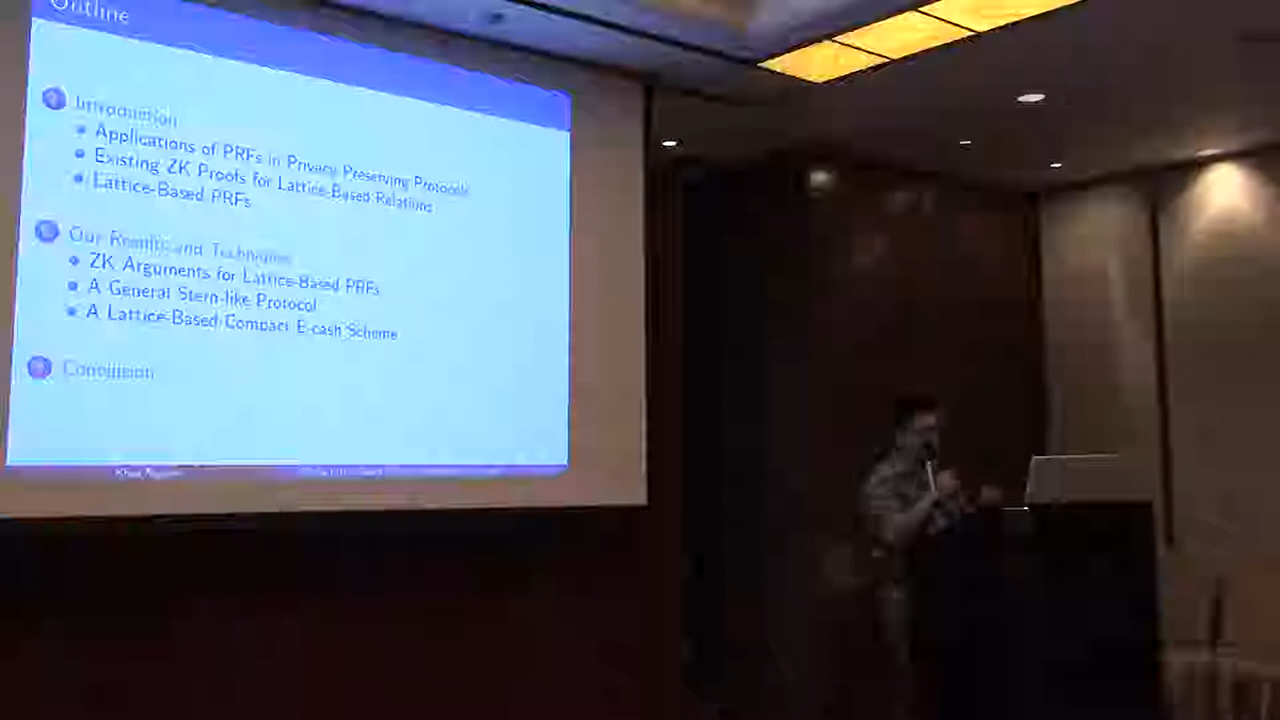 Outline
Introduction
Applications of PRFs in Privacy Preserving Protocols
Existing ZK Proofs for Lattice-Based Relations
Lattice-Based PRFs
Our Results and Techniques
ZK Arguments for Lattice-Based PRFs
A General Stern-like Protocol
A Lattice-Based Compact E-cash Scheme
Conclusion